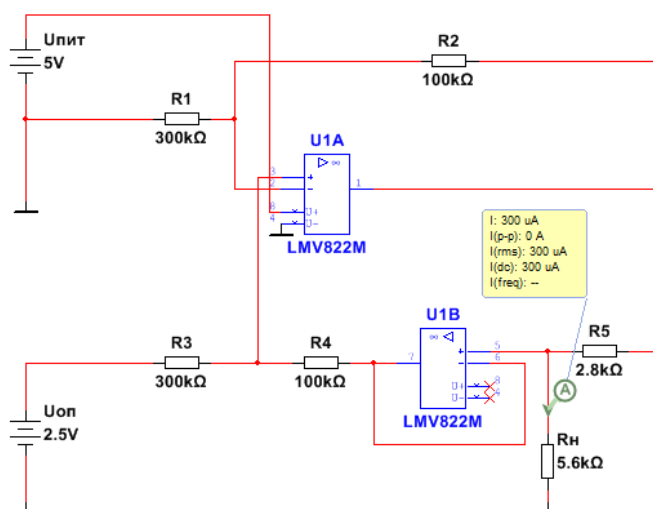 Uпит
5V
R2
100kΩ
R1
300kΩ
U1A
3
2
1
8
4
U+
U-
LMV822M
I: 300 uA
I(p-p): 0 A
I(rms): 300 uA
I(dc): 300 uA
I(freq): --
U1B
R3
300kΩ
R4
100kΩ
7
5
6
8
4
U+
U-
LMV822M
R5
2.8kΩ
A
Uоп
2.5V
Rн
5.6kΩ